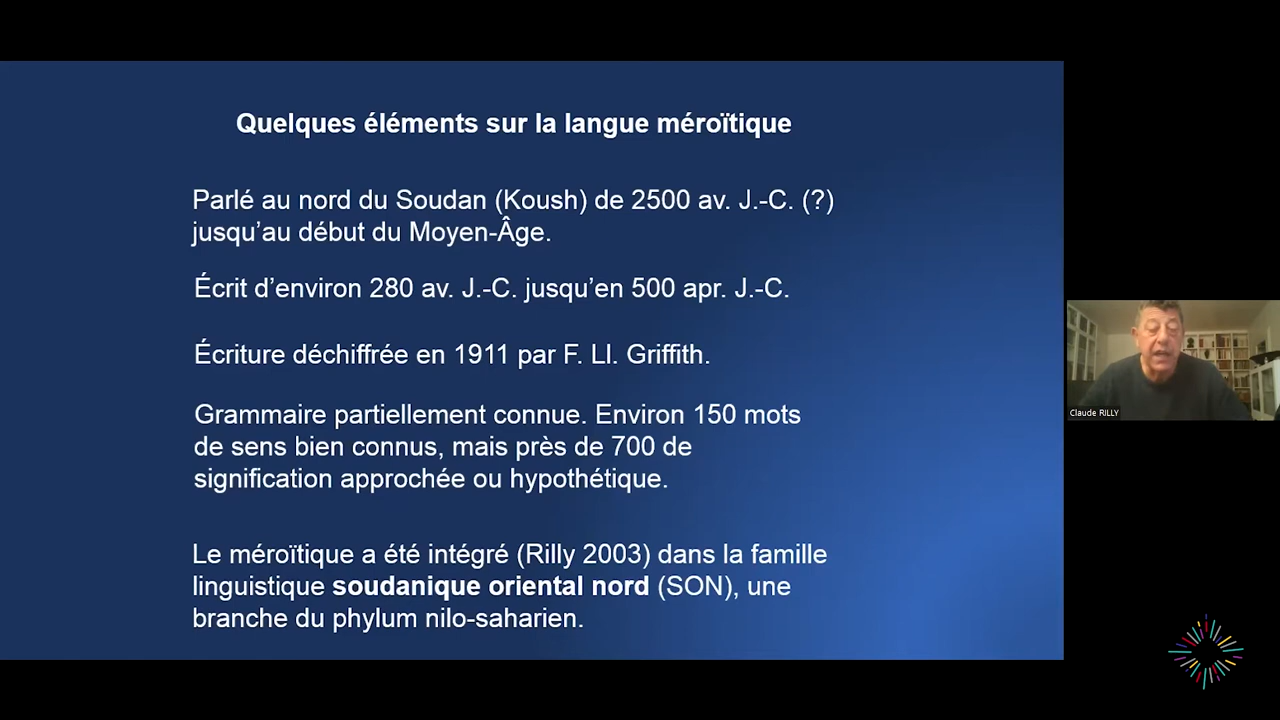 Quelques éléments sur la langue méroïtique
Parlé au nord du Soudan (Koush) de 2500 av. J.-C. (?)
jusqu’au début du Moyen-Âge.
Écrit d’environ 280 av. J.-C. jusqu’en 500 apr. J.-C.
Écriture déchiffrée en 1911 par F. Ll. Griffith.
Grammaire partiellement connue. Environ 150 mots
de sens bien connus, mais près de 700 de
signification approchée ou hypothétique.
Le méroïtique a été intégré (Rilly 2003) dans la famille
linguistique soudanique oriental nord (SON), une
branche du phylum nilo-saharien.
Claude RILLY